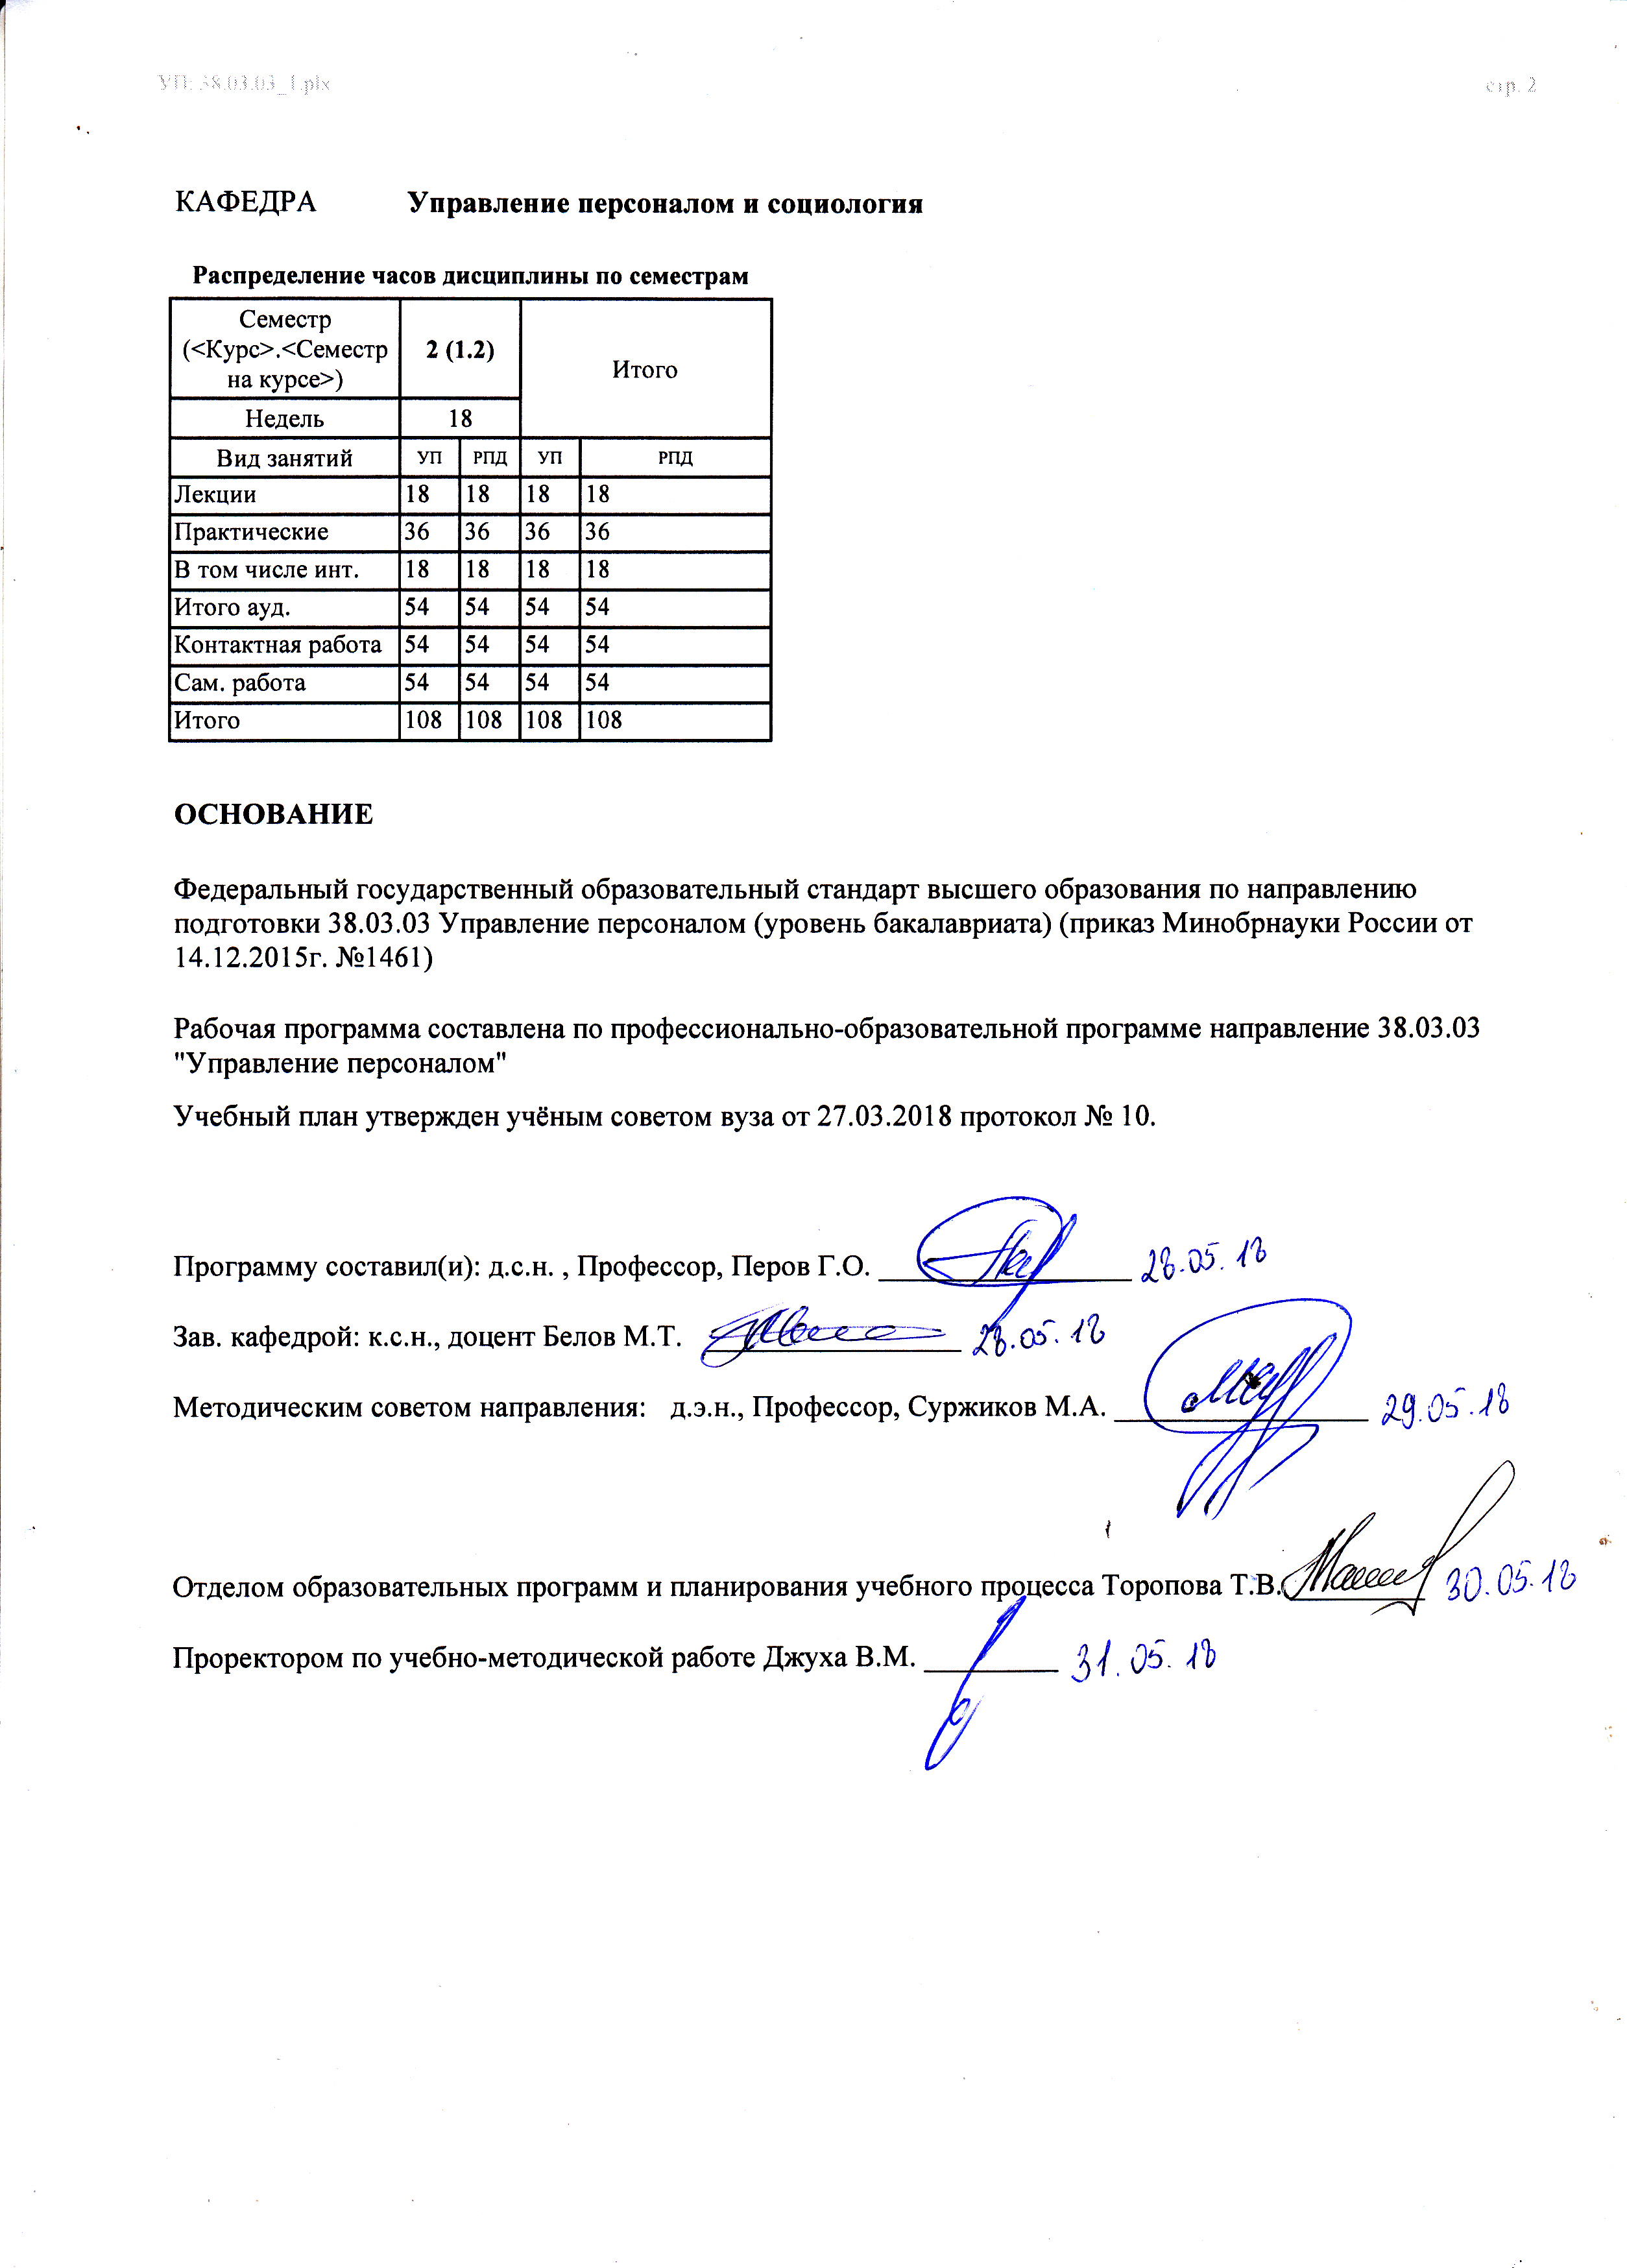 УП: 38.03.03_1.plx стр. 2
КАФЕДРА Управление персоналом и социология
Распределение часов дисциплины по семестрам
Семестр
(<Курс>.<Семестр
на курсе>)
2 (1.2)
Итого
Недель 18
Вид занятий УП РПД УП РПД
Лекции 18 18 18 18
Практические 36 36 36 36
В том числе инт. 18 18 18 18
Итого ауд. 54 54 54 54
Контактная работа 54 54 54 54
Сам. работа 54 54 54 54
Итого 108 108 108 108
ОСНОВАНИЕ
Федеральный государственный образовательный стандарт высшего образования по направлению
подготовки 38.03.03 Управление персоналом (уровень бакалавриата) (приказ Минобрнауки России от
14.12.2015г. №1461)
Рабочая программа составлена по профессионально-образовательной программе направление 38.03.03
"Управление персоналом"
Учебный план утвержден учёным советом вуза от 27.03.2018 протокол № 10.
Программу составил(и): д.с.н. , Профессор, Перов Г.О. 28.05.18
Зав. кафедрой: к.с.н., доцент Белов М.Т. 28.05.18
Методическим советом направления: д.э.н., Профессор, Суржиков М.А. 29.05.18
Отделом образовательных программ и планирования учебного процесса Торопова Т.В. 30.05.18
Проректором по учебно-методической работе Джуха В.М. 31.05.18